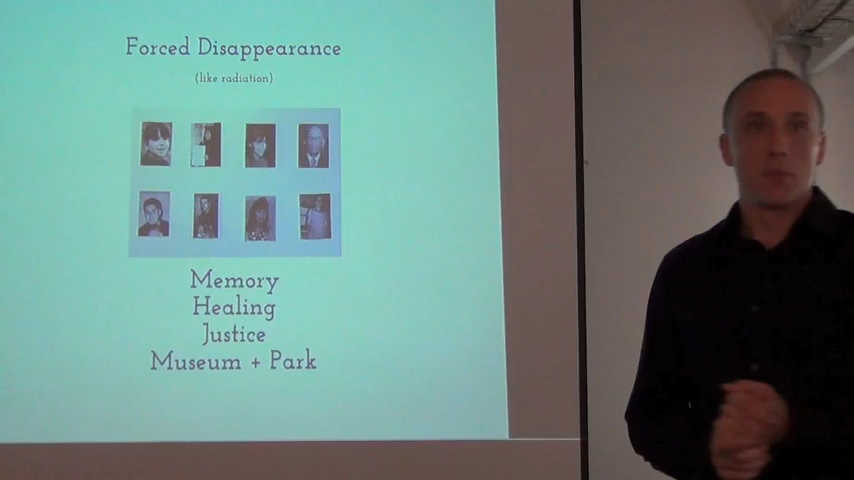 Forced Disappearance
(like radiation)
Memory
Healing
Justice
Museum + Park